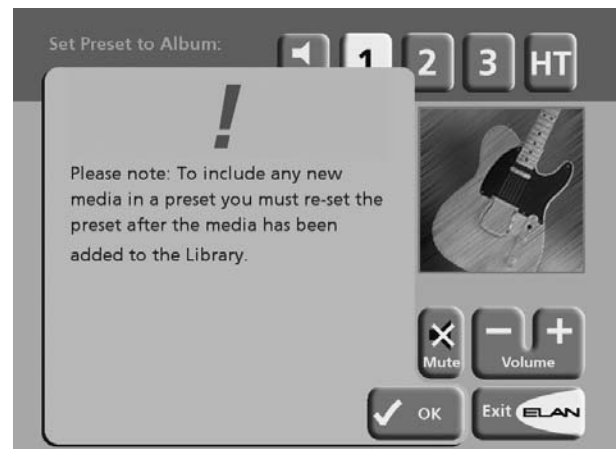 Set Preset to Album:
1 2 3 HT
!
Please note: To include any new
media in a preset you must re-set the
preset after the media has been
added to the Library.
Mute
Volume
OK
Exit ELAN